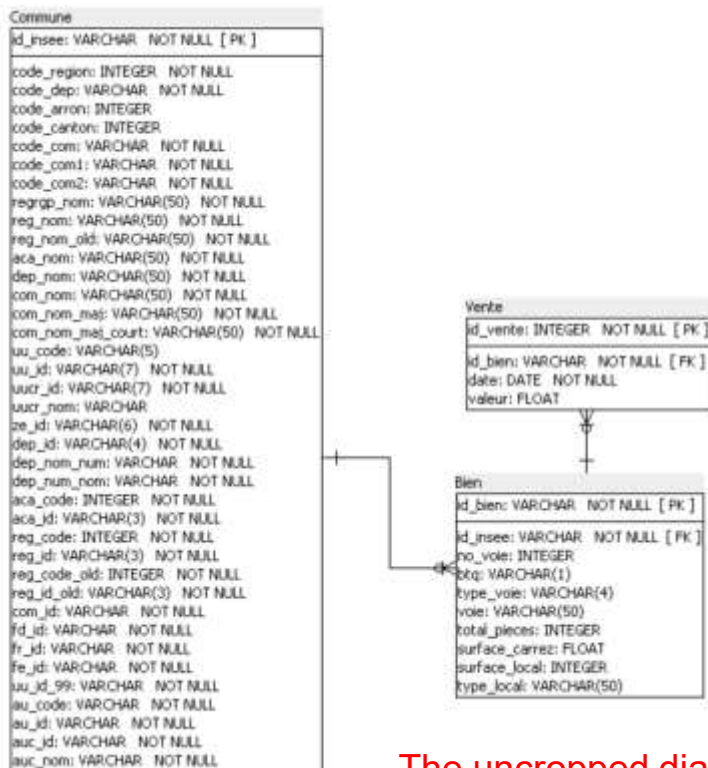 Commune
id_insee: VARCHAR NOT NULL [ PK ]
code_region: INTEGER NOT NULL
code_dep: VARCHAR NOT NULL
code_arron: INTEGER
code_canton: INTEGER
code_com: VARCHAR NOT NULL
code_com1: VARCHAR NOT NULL
code_com2: VARCHAR NOT NULL
regrgp_nom: VARCHAR(50) NOT NULL
reg_nom: VARCHAR(50) NOT NULL
reg_nom_old: VARCHAR(50) NOT NULL
aca_nom: VARCHAR(50) NOT NULL
dep_nom: VARCHAR(50) NOT NULL
com_nom: VARCHAR(50) NOT NULL
com_nom_maj: VARCHAR(50) NOT NULL
com_nom_maj_court: VARCHAR(50) NOT NULL
uu_code: VARCHAR(5)
uu_id: VARCHAR(7) NOT NULL
uucr_id: VARCHAR(7) NOT NULL
uucr_nom: VARCHAR
ze_id: VARCHAR(6) NOT NULL
dep_id: VARCHAR(4) NOT NULL
dep_nom_num: VARCHAR NOT NULL
dep_num_nom: VARCHAR NOT NULL
aca_code: INTEGER NOT NULL
aca_id: VARCHAR(3) NOT NULL
reg_code: INTEGER NOT NULL
reg_id: VARCHAR(3) NOT NULL
reg_code_old: INTEGER NOT NULL
reg_id_old: VARCHAR(3) NOT NULL
com_id: VARCHAR NOT NULL
fd_id: VARCHAR NOT NULL
fr_id: VARCHAR NOT NULL
fe_id: VARCHAR NOT NULL
uu_id_99: VARCHAR NOT NULL
au_code: VARCHAR NOT NULL
au_id: VARCHAR NOT NULL
auc_id: VARCHAR NOT NULL
auc_nom: VARCHAR NOT NULL
Vente
id_vente: INTEGER NOT NULL [ PK ]
id_bien: VARCHAR NOT NULL [ FK ]
date: DATE NOT NULL
valeur: FLOAT
Bien
id_bien: VARCHAR NOT NULL [ PK ]
id_insee: VARCHAR NOT NULL [ FK ]
no_voie: INTEGER
btq: VARCHAR(1)
type_voie: VARCHAR(4)
voie: VARCHAR(50)
total_pieces: INTEGER
surface_carrez: FLOAT
surface_local: INTEGER
type_local: VARCHAR(50)
The uncropped dia